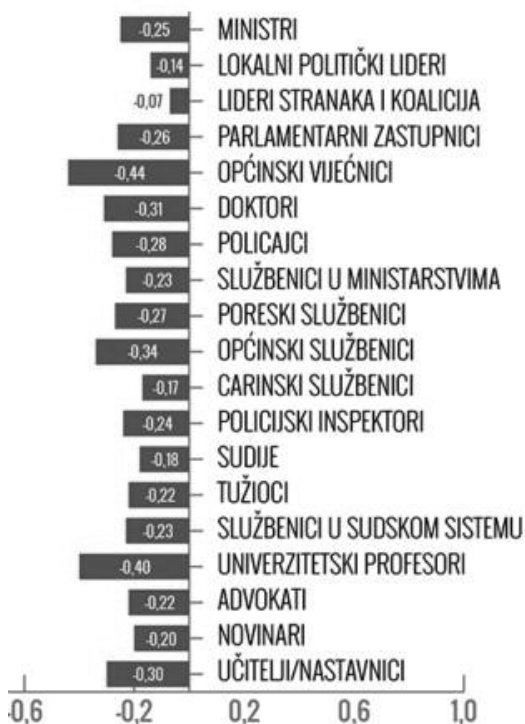 -0,25 MINISTRI
-0,14 LOKALNI POLITIČKI LIDERI
-0,07 LIDERI STRANAKA I KOALICIJA
-0,26 PARLAMENTARNI ZASTUPNICI
-0,44 OPĆINSKI VIJEĆNICI
-0,31 DOKTORI
-0,28 POLICAJCI
-0,23 SLUŽBENICI U MINISTARSTVIMA
-0,27 PORESKI SLUŽBENICI
-0,34 OPĆINSKI SLUŽBENICI
-0,17 CARINSKI SLUŽBENICI
-0,24 POLICIJSKI INSPEKTORI
-0,18 SUDIJE
-0,22 TUŽIOCI
-0,23 SLUŽBENICI U SUDSKOM SISTEMU
-0,40 UNIVERZITETSKI PROFESORI
-0,22 ADVOKATI
-0,20 NOVINARI
-0,30 UČITELJI/NASTAVNICI
-0,6 -0,2 0,2 0,6 1,0